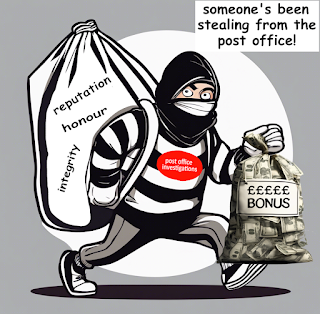 someone's been
stealing from the
post office!
reputation
honour
integrity
post office
investigations
£££££
BONUS